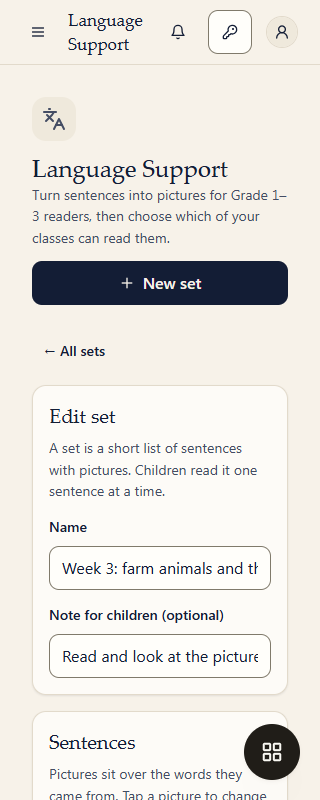 Language
Support
Language Support
Turn sentences into pictures for Grade 1–
3 readers, then choose which of your
classes can read them.
+ New set
← All sets
Edit set
A set is a short list of sentences
with pictures. Children read it one
sentence at a time.
Name
Week 3: farm animals and th
Note for children (optional)
Read and look at the picture
Sentences
Pictures sit over the words they
came from. Tap a picture to change